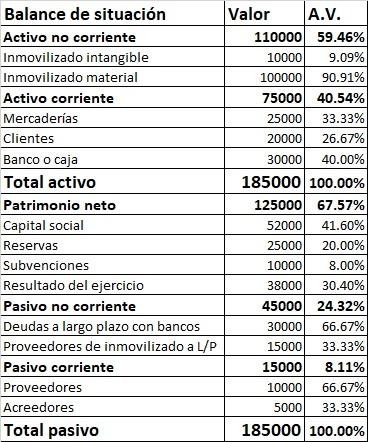 Balance de situación Valor A.V.
Activo no corriente 110000 59.46%
Inmovilizado intangible 10000 9.09%
Inmovilizado material 100000 90.91%
Activo corriente 75000 40.54%
Mercaderías 25000 33.33%
Clientes 20000 26.67%
Banco o caja 30000 40.00%
Total activo 185000 100.00%
Patrimonio neto 125000 67.57%
Capital social 52000 41.60%
Reservas 25000 20.00%
Subvenciones 10000 8.00%
Resultado del ejercicio 38000 30.40%
Pasivo no corriente 45000 24.32%
Deudas a largo plazo con bancos 30000 66.67%
Proveedores de inmovilizado a L/P 15000 33.33%
Pasivo corriente 15000 8.11%
Proveedores 10000 66.67%
Acreedores 5000 33.33%
Total pasivo 185000 100.00%